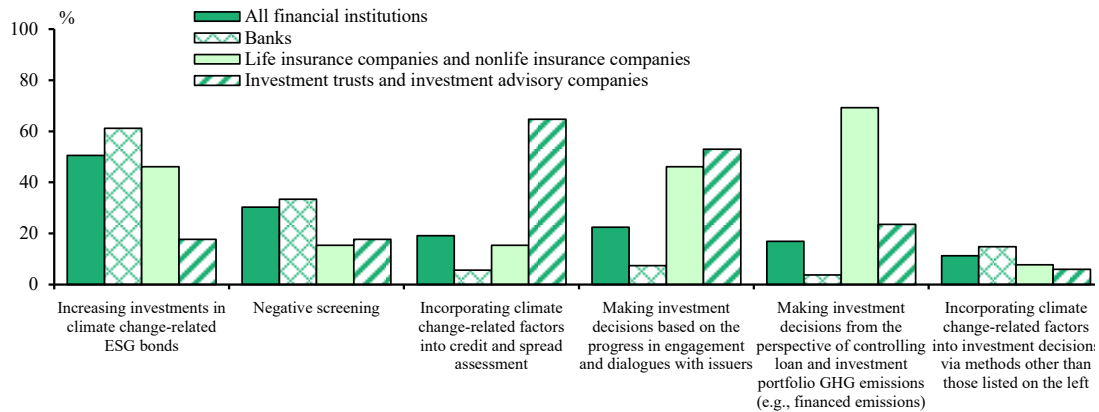 %
100
80
60
40
20
0
All financial institutions
Banks
Life insurance companies and nonlife insurance companies
Investment trusts and investment advisory companies
Increasing investments in
climate change-related
ESG bonds
Negative screening
Incorporating climate
change-related factors
into credit and spread
assessment
Making investment
decisions based on the
progress in engagement
and dialogues with issuers
Making investment
decisions from the
perspective of controlling
loan and investment
portfolio GHG emissions
(e.g., financed emissions)
Incorporating climate
change-related factors
into investment decisions
via methods other than
those listed on the left